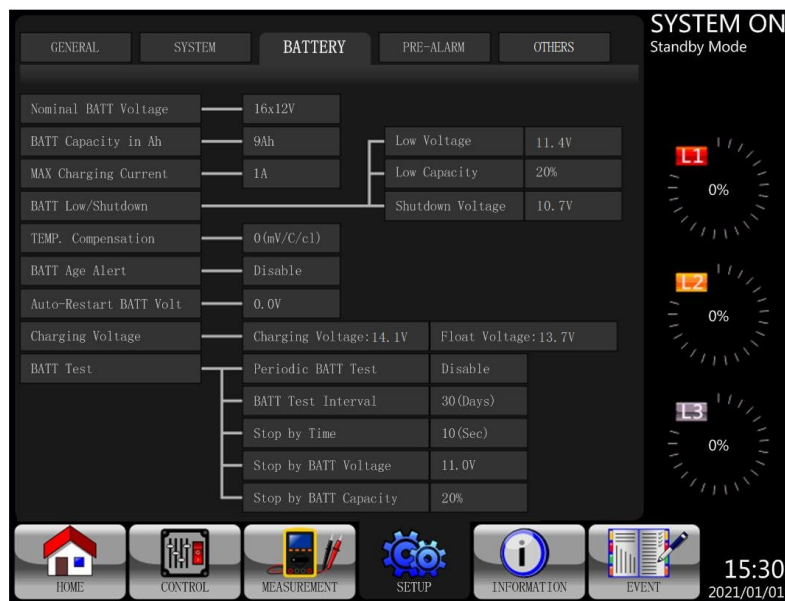 GENERAL SYSTEM BATTERY PRE-ALARM OTHERS
SYSTEM ON
Standby Mode
Nominal BATT Voltage 16x12V
BATT Capacity in Ah 9Ah Low Voltage 11.4V
MAX Charging Current 1A Low Capacity 20%
BATT Low/Shutdown Shutdown Voltage 10.7V
TEMP. Compensation 0(mV/C/cl)
BATT Age Alert Disable
Auto-Restart BATT Volt 0.0V
Charging Voltage Charging Voltage:14.1V Float Voltage:13.7V
BATT Test Periodic BATT Test Disable
BATT Test Interval 30(Days)
Stop by Time 10(Sec)
Stop by BATT Voltage 11.0V
Stop by BATT Capacity 20%
L1
0%
L2
0%
L3
0%
HOME CONTROL MEASUREMENT SETUP INFORMATION EVENT
15:30
2021/01/01